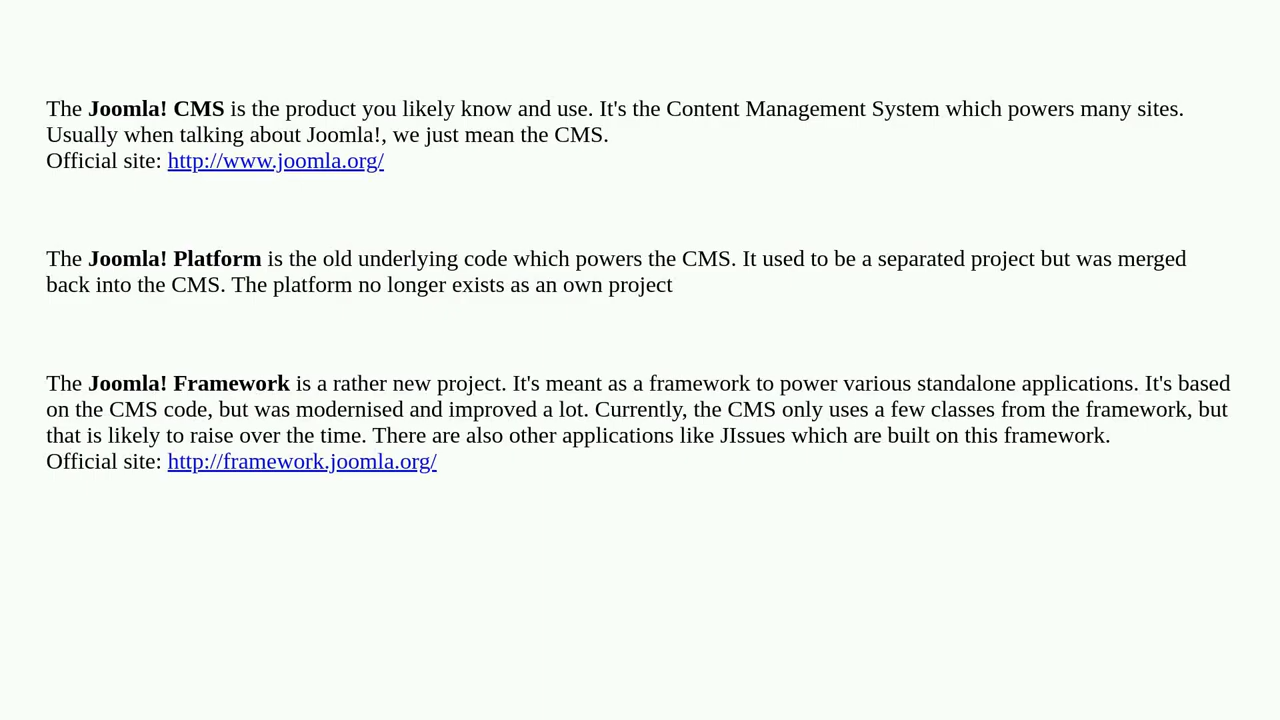 The Joomla! CMS is the product you likely know and use. It's the Content Management System which powers many sites.
Usually when talking about Joomla!, we just mean the CMS.
Official site: http://www.joomla.org/
The Joomla! Platform is the old underlying code which powers the CMS. It used to be a separated project but was merged
back into the CMS. The platform no longer exists as an own project
The Joomla! Framework is a rather new project. It's meant as a framework to power various standalone applications. It's based
on the CMS code, but was modernised and improved a lot. Currently, the CMS only uses a few classes from the framework, but
that is likely to raise over the time. There are also other applications like JIssues which are built on this framework.
Official site: http://framework.joomla.org/